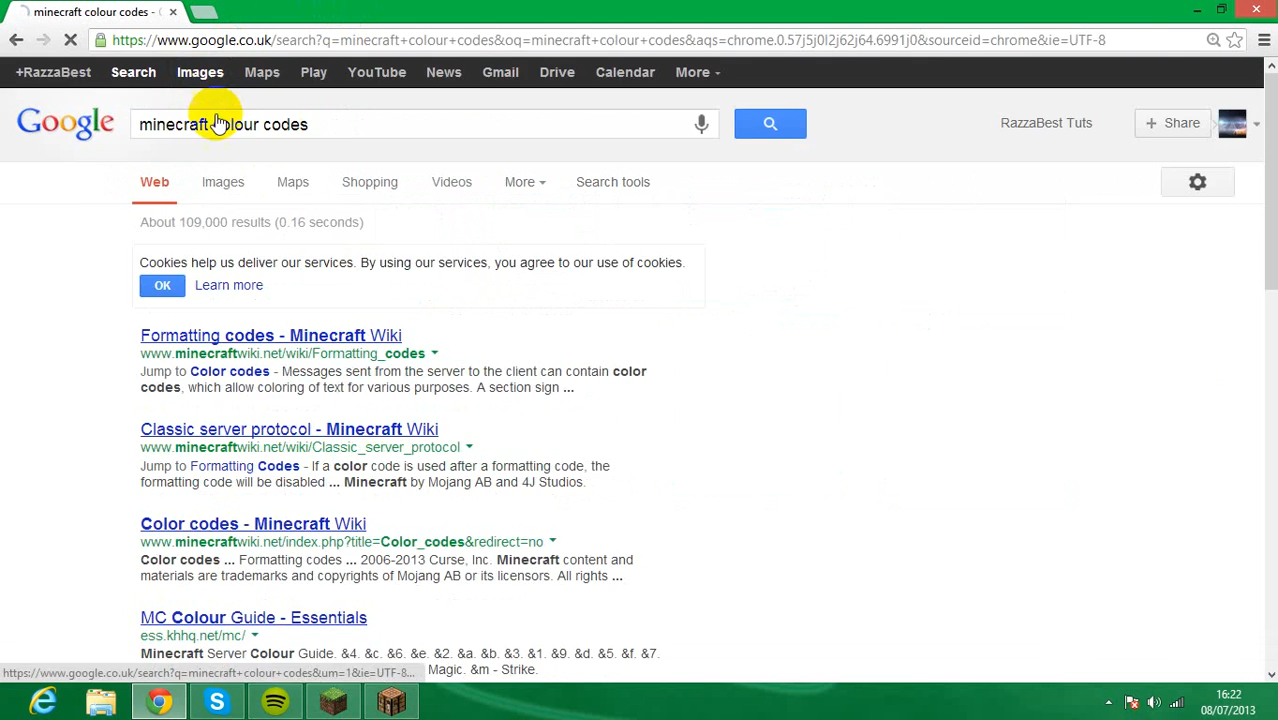 minecraft colour codes -
https://www.google.co.uk/search?q=minecraft+colour+codes&oq=minecraft+colour+codes&aqs=chrome.0.57j5j0l2j62j64.6991j0&sourceid=chrome&ie=UTF-8
+RazzaBest Search Images Maps Play YouTube News Gmail Drive Calendar More
Google minecraft colour codes RazzaBest Tuts + Share
Web Images Maps Shopping Videos More Search tools
About 109,000 results (0.16 seconds)
Cookies help us deliver our services. By using our services, you agree to our use of cookies.
OK Learn more
Formatting codes - Minecraft Wiki
www.minecraftwiki.net/wiki/Formatting_codes
Jump to Color codes - Messages sent from the server to the client can contain color
codes, which allow coloring of text for various purposes. A section sign ...
Classic server protocol - Minecraft Wiki
www.minecraftwiki.net/wiki/Classic_server_protocol
Jump to Formatting Codes - If a color code is used after a formatting code, the
formatting code will be disabled ... Minecraft by Mojang AB and 4J Studios.
Color codes - Minecraft Wiki
www.minecraftwiki.net/index.php?title=Color_codes&redirect=no
Color codes ... Formatting codes ... 2006-2013 Curse, Inc. Minecraft content and
materials are trademarks and copyrights of Mojang AB or its licensors. All rights ...
MC Colour Guide - Essentials
ess.khhq.net/mc/
Minecraft Server Colour Guide. &4. &c. &6. &e. &2. &a. &b. &3. &1. &9. &d. &5. &f. &7.
Magic. &m - Strike.
https://www.google.co.uk/search?q=minecraft+colour+codes&um=1&ie=UTF-8...
16:22
08/07/2013